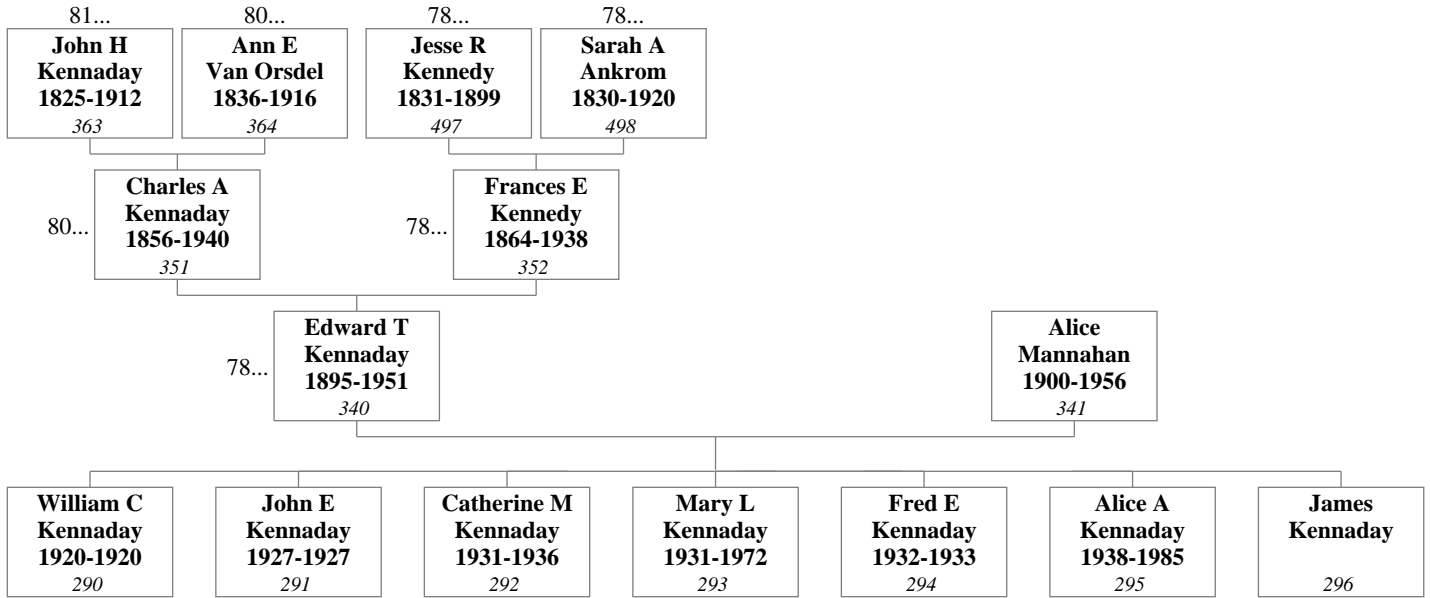 81...
80...
78...
78...
John H
Kennaday
1825-1912
363
Ann E
Van Orsdel
1836-1916
364
Jesse R
Kennedy
1831-1899
497
Sarah A
Ankrom
1830-1920
498
80...
Charles A
Kennaday
1856-1940
351
78...
Frances E
Kennedy
1864-1938
352
78...
Edward T
Kennaday
1895-1951
340
Alice
Mannahan
1900-1956
341
William C
Kennaday
1920-1920
290
John E
Kennaday
1927-1927
291
Catherine M
Kennaday
1931-1936
292
Mary L
Kennaday
1931-1972
293
Fred E
Kennaday
1932-1933
294
Alice A
Kennaday
1938-1985
295
James
Kennaday
296